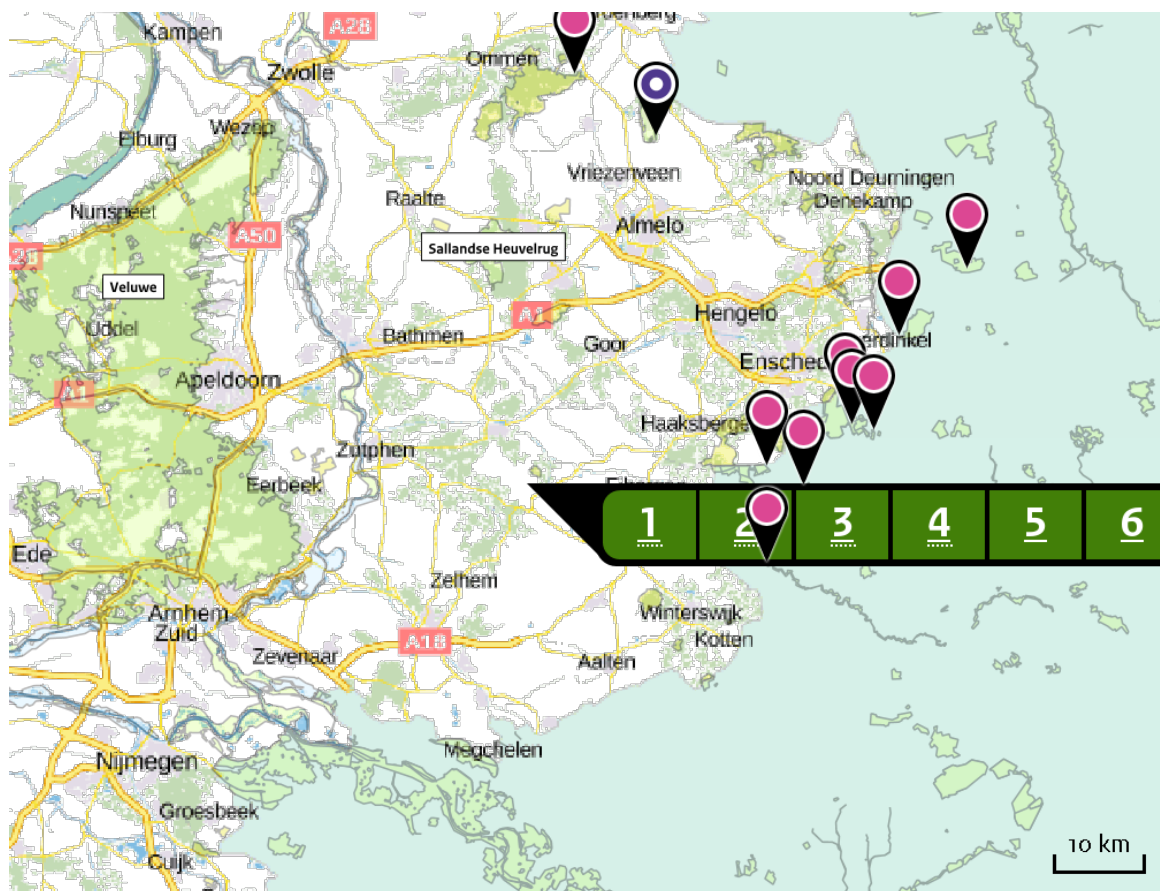 A28
Kampen
Ommen
Zwolle
Wezep
Elburg
Vriezenveen
Noord Deurningen
Denekamp
Raalte
Nunspeet
Almelo
A50
Sallandse Heuvelrug
Veluwe
A1
Hengelo
Uddel
Bathmen
Goor
Apeldoorn
A1
Haaksberge
Zutphen
Eerbeek
1 2 3 4 5 6
Ede
Zelhem
Arnhem
Zuid
Winterswijk
Kotten
A18
Zevenaar
Aalten
Megchelen
Nijmegen
Groesbeek
Cuijk
10 km